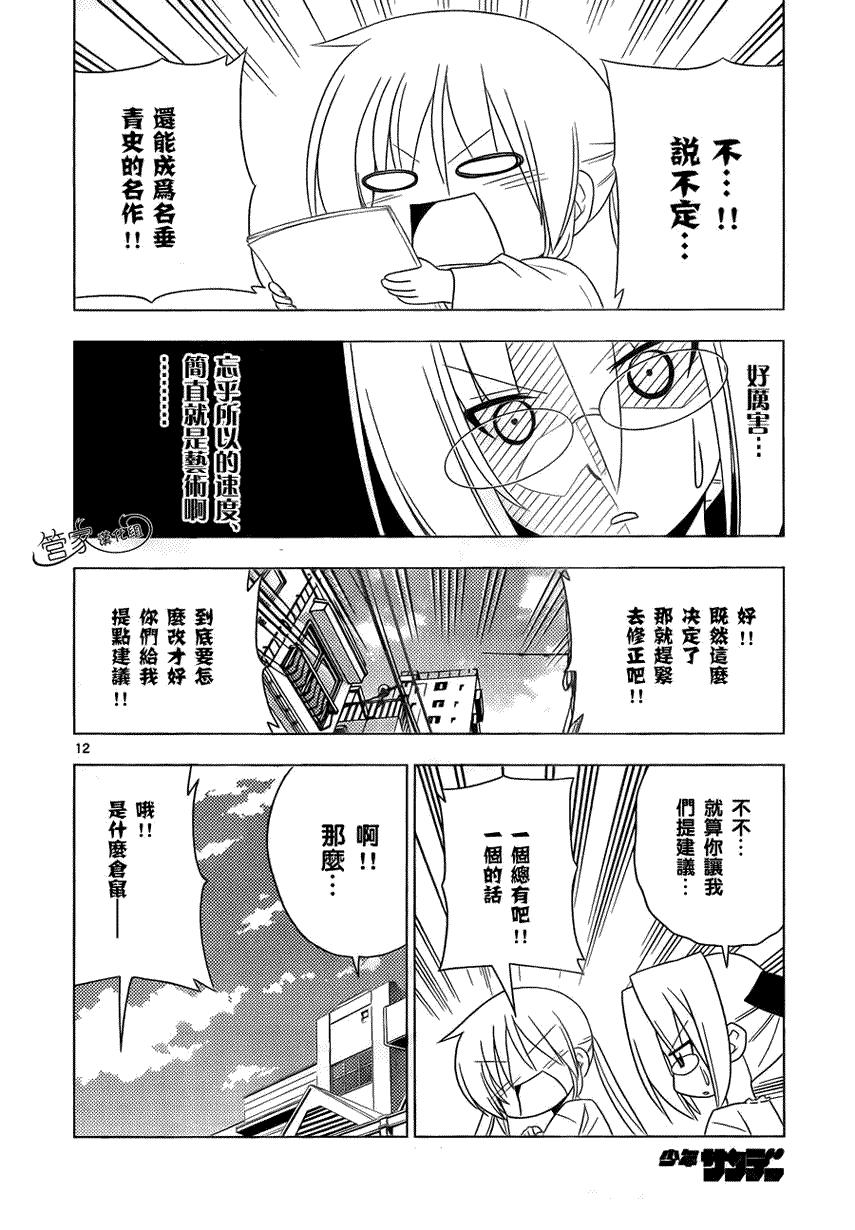 不…!!
說不定…
還能成爲名垂
青史的名作!!
好厲害…
忘乎所以的速度、
簡直就是藝術啊
………
管家漢化組
好!!
既然這麼
決定了
那就趕緊
去修正吧!!
到底要怎
麼改才好
你們給我
提點建議!!
12
不不…
就算你讓我
們提建議…
一個總有吧!!
一個的話
啊!!
那麼…
哦!!
是什麼倉鼠──
少年サンデー